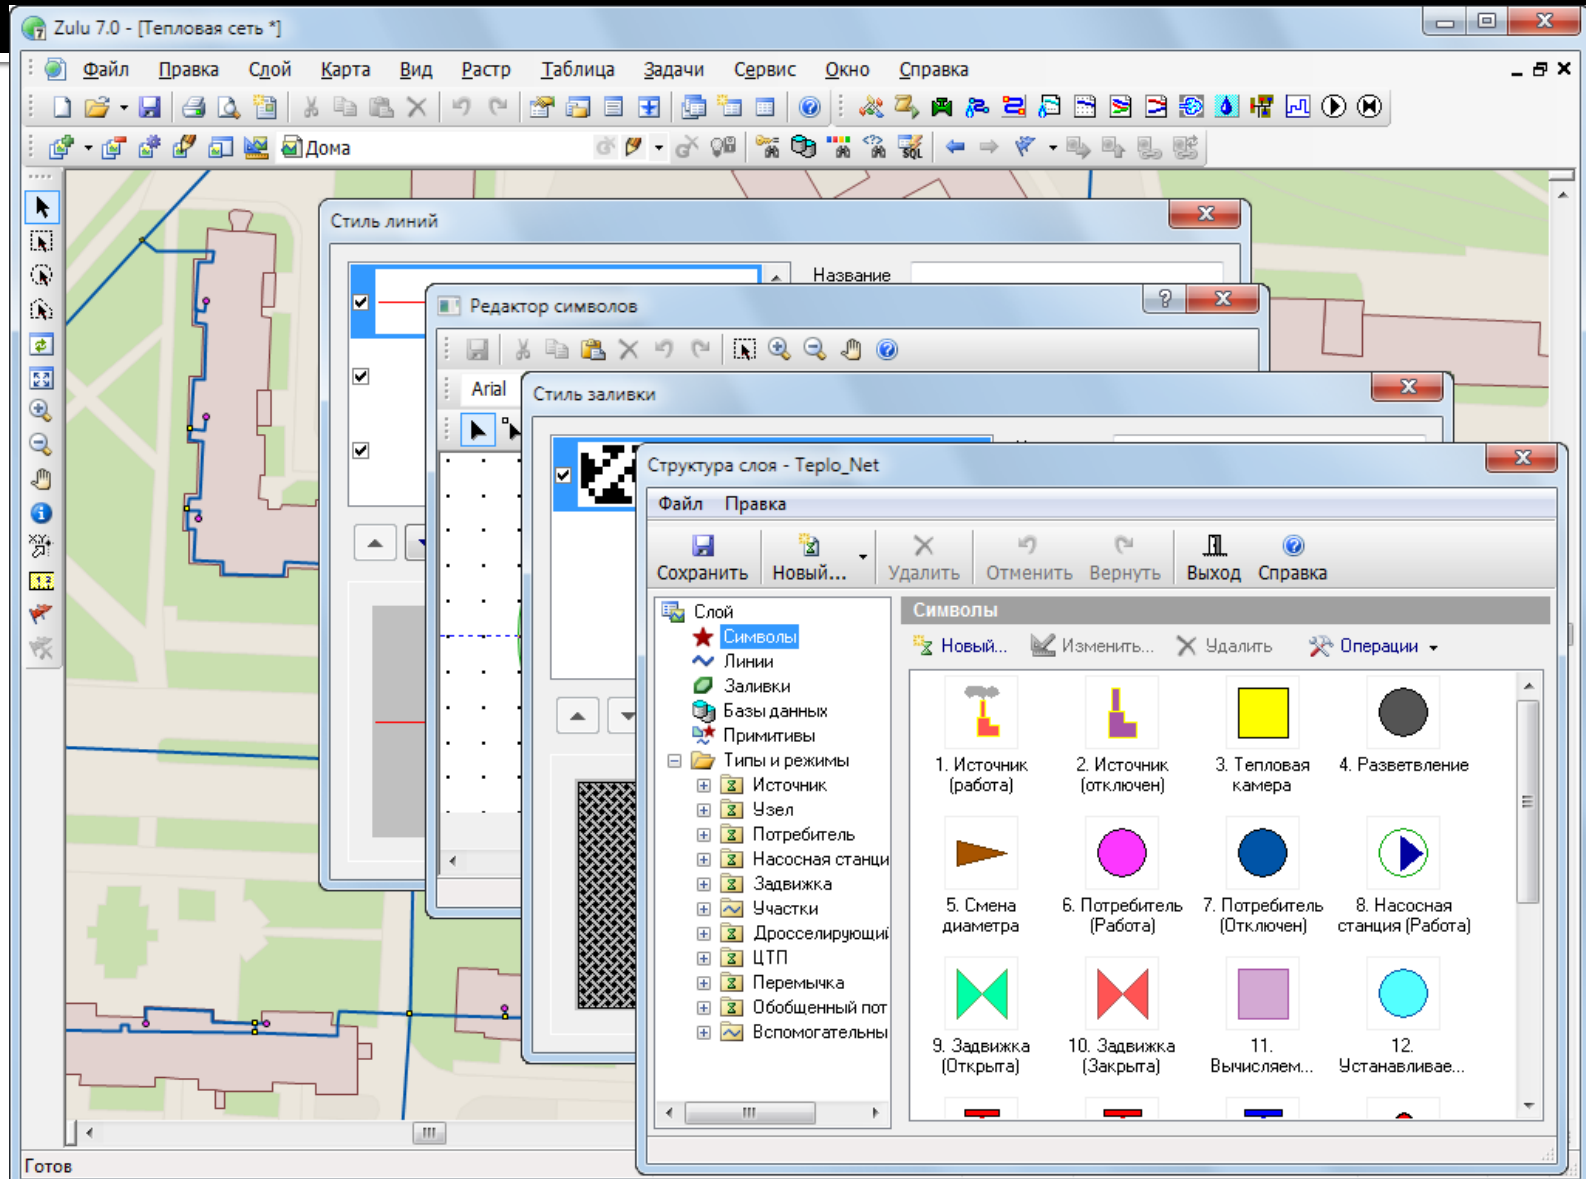 Zulu 7.0 - [Тепловая сеть *]
Файл Правка Слой Карта Вид Растр Таблица Задачи Сервис Окно Справка
Дома
Стиль линий
Название
Редактор символов
Arial
Стиль заливки
Структура слоя - Teplo_Net
Файл Правка
Сохранить Новый... Удалить Отменить Вернуть Выход Справка
Слой
Символы
Линии
Заливки
Базы данных
Примитивы
Типы и режимы
Источник
Узел
Потребитель
Насосная станци
Задвижка
Участки
Дросселирующий
ЦТП
Перемычка
Обобщенный пот
Вспомогательны
Символы
Новый... Изменить... Удалить Операции
1. Источник (работа)
2. Источник (отключен)
3. Тепловая камера
4. Разветвление
5. Смена диаметра
6. Потребитель (Работа)
7. Потребитель (Отключен)
8. Насосная станция (Работа)
9. Задвижка (Открыта)
10. Задвижка (Закрыта)
11. Вычисляем...
12. Устанавливае...
Готов